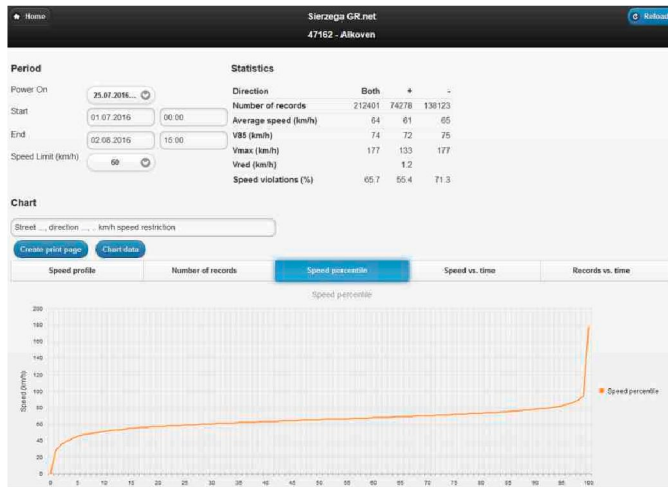 Home
Sierzega GR.net
Reload
47162 - Alkoven
Period
Statistics
Power On
25.07.2016...
Start
01.07.2016 00:00
End
02.08.2016 15:00
Speed Limit (km/h)
60
Direction Both + -
Number of records 212401 74278 138123
Average speed (km/h) 64 61 65
V85 (km/h) 74 72 75
Vmax (km/h) 177 133 177
Vred (km/h) 1.2
Speed violations (%) 65.7 55.4 71.3
Chart
Street ..., direction ..., . km/h speed restriction
Create print page Chart data
Speed profile Number of records Speed percentile Speed vs. time Records vs. time
Speed percentile
Speed (km/h)
200
180
160
140
120
100
80
60
40
20
0
0 5 10 15 20 25 30 35 40 45 50 55 60 65 70 75 80 85 90 95 100
Speed percentile